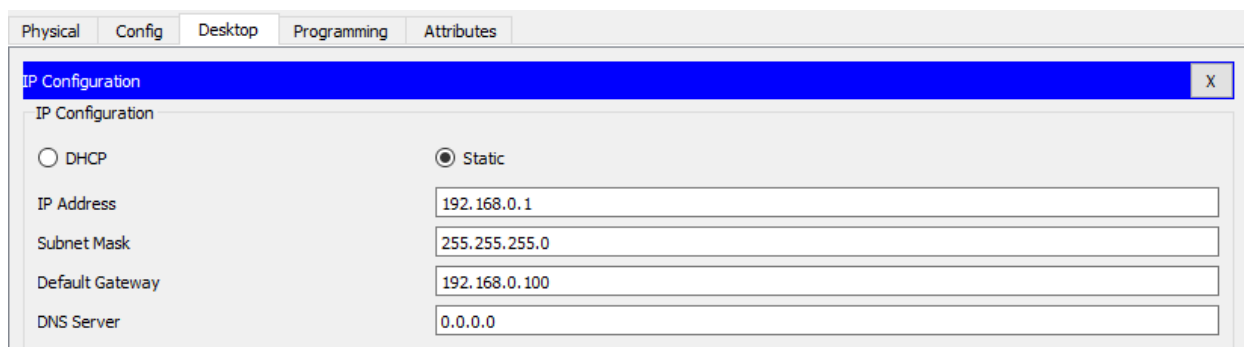 Physical Config Desktop Programming Attributes
IP Configuration X
IP Configuration
DHCP Static
IP Address 192.168.0.1
Subnet Mask 255.255.255.0
Default Gateway 192.168.0.100
DNS Server 0.0.0.0